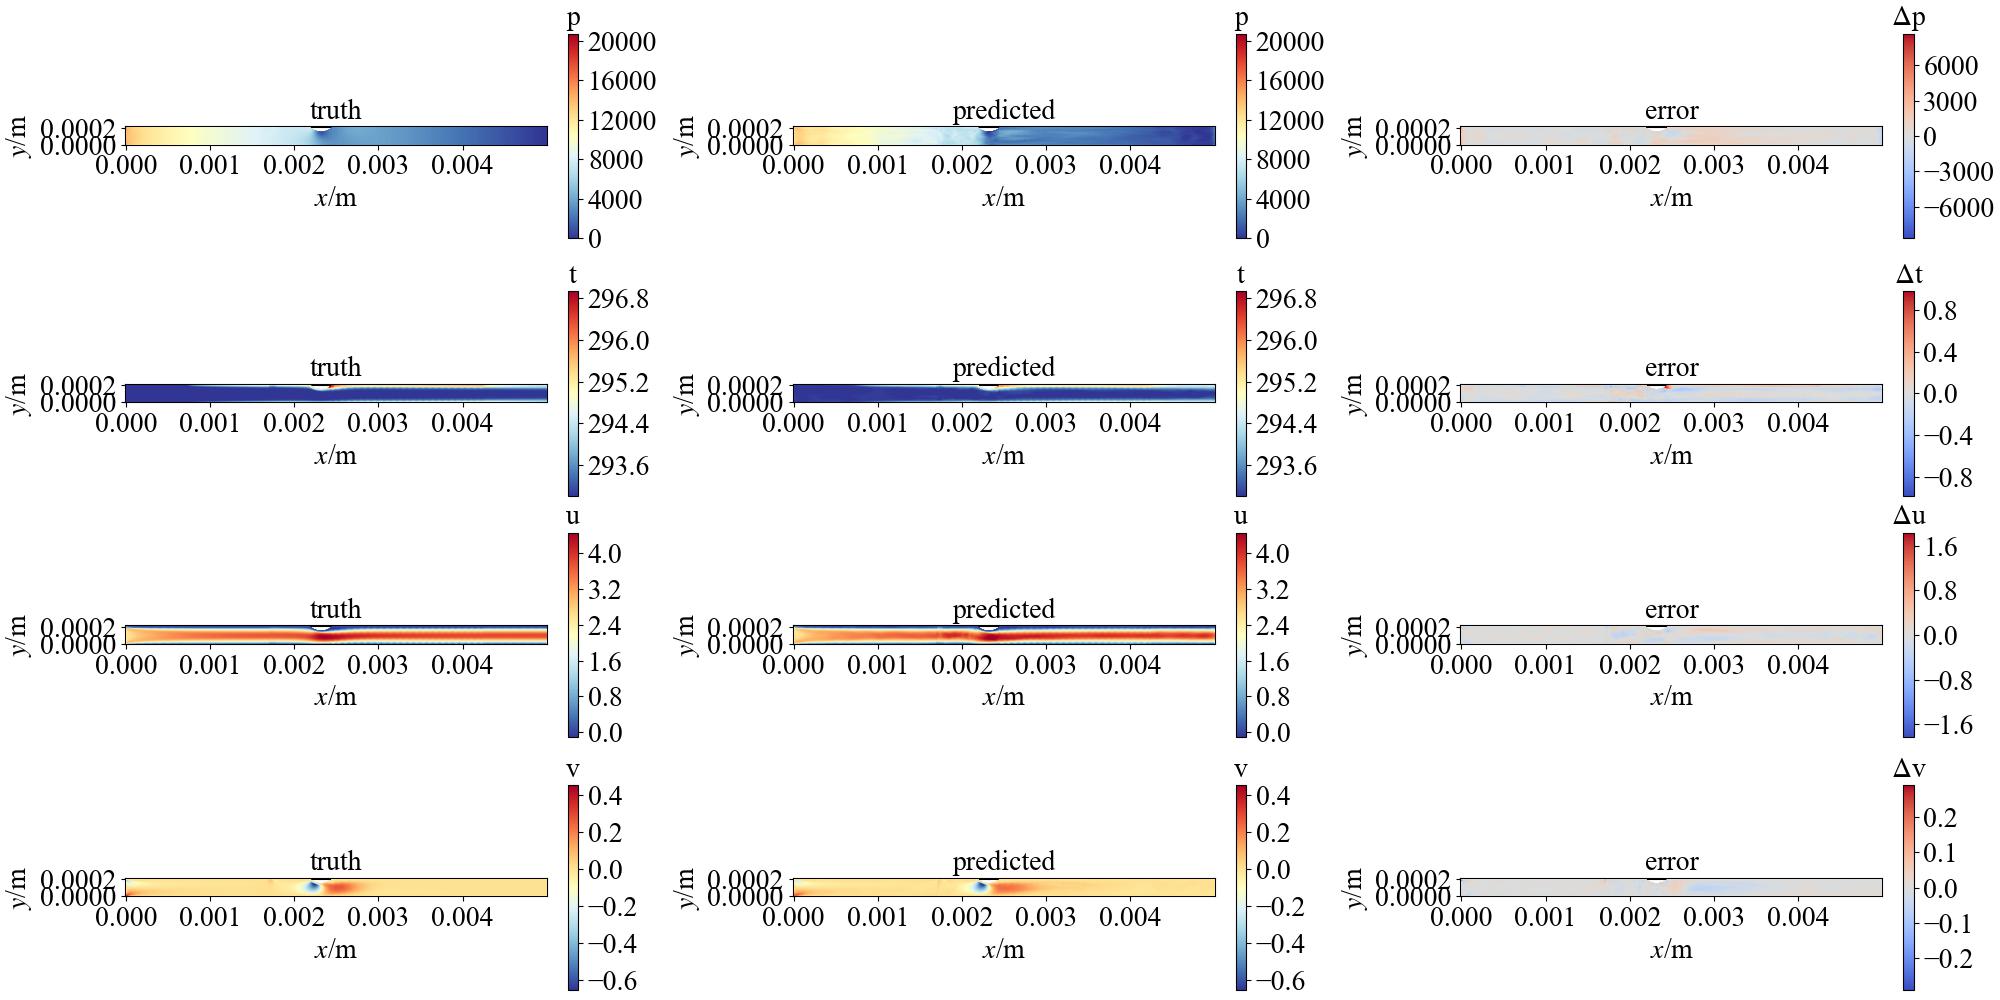 p p Δp
20000 20000
16000 16000 6000
truth predicted error
12000 12000 3000
y/m 0.0002 y/m 0.0002 y/m 0.0002 0
0.0000 8000 0.0000 8000 0.0000
0.000 0.001 0.002 0.003 0.004 0.000 0.001 0.002 0.003 0.004 0.000 0.001 0.002 0.003 0.004 −3000
x/m 4000 x/m 4000 x/m −6000
0 0
t t Δt
296.8 296.8 0.8
296.0 296.0 0.4
truth predicted error
295.2 295.2 0.0
y/m 0.0002 y/m 0.0002 y/m 0.0002
0.0000 0.0000 0.0000
0.000 0.001 0.002 0.003 0.004 294.4 0.000 0.001 0.002 0.003 0.004 294.4 0.000 0.001 0.002 0.003 0.004 −0.4
x/m 293.6 x/m 293.6 x/m −0.8
u u Δu
4.0 4.0 1.6
3.2 3.2 0.8
truth predicted error
y/m 0.0002 2.4 y/m 0.0002 2.4 y/m 0.0002 0.0
0.0000 1.6 0.0000 1.6 0.0000
0.000 0.001 0.002 0.003 0.004 0.000 0.001 0.002 0.003 0.004 0.000 0.001 0.002 0.003 0.004 −0.8
x/m 0.8 x/m 0.8 x/m
0.0 0.0 −1.6
v v Δv
0.4 0.4 0.2
0.2 0.2 0.1
truth predicted error
0.0 0.0 0.0
y/m 0.0002 y/m 0.0002 y/m 0.0002
0.0000 −0.2 0.0000 −0.2 0.0000
0.000 0.001 0.002 0.003 0.004 0.000 0.001 0.002 0.003 0.004 0.000 0.001 0.002 0.003 0.004 −0.1
x/m −0.4 x/m −0.4 x/m −0.2
−0.6 −0.6